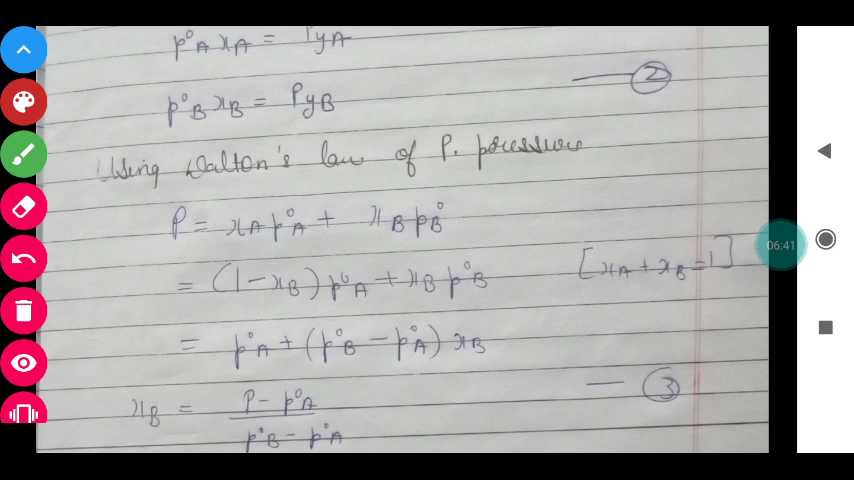 p°A xA = PyA
p°B xB = PyB —— ②
Using Dalton's law of P. pressure
P = xA p°A + xB p°B
= (1 - xB) p°A + xB p°B [xA + xB = 1]
= p°A + (p°B - p°A) xB
xB = P - p°A / p°B - p°A — ③
06:41